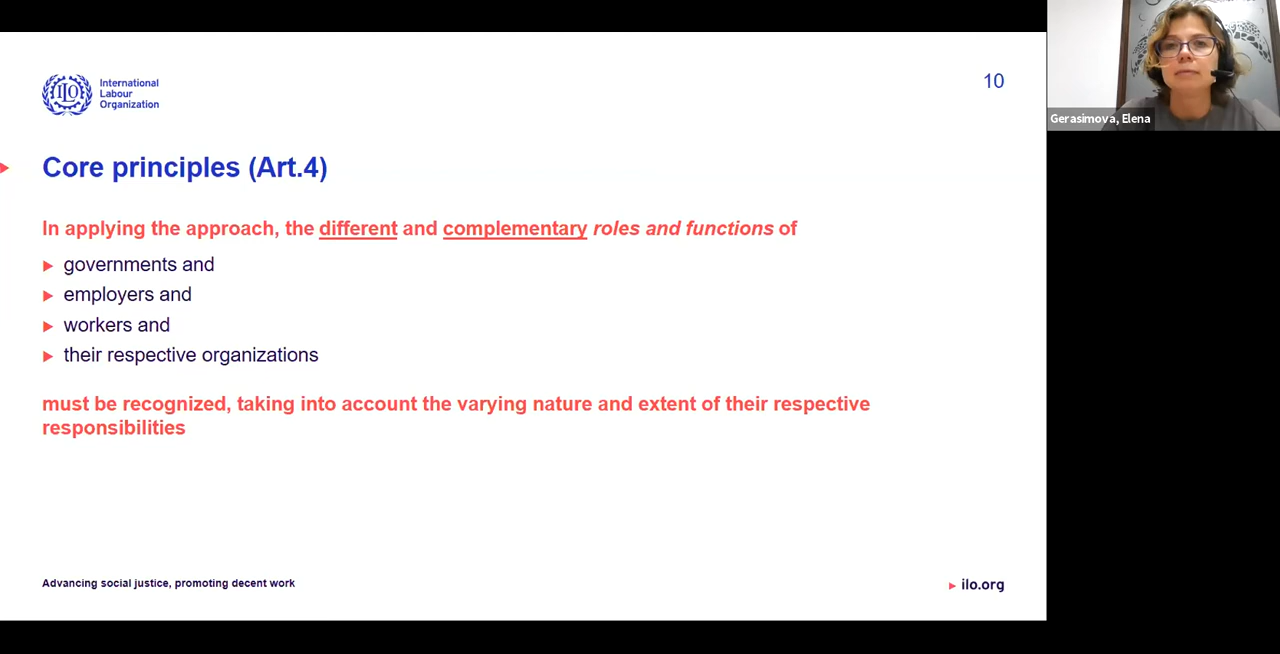 International
Labour
Organization
10
Gerasimova, Elena
Core principles (Art.4)
In applying the approach, the different and complementary roles and functions of
governments and
employers and
workers and
their respective organizations
must be recognized, taking into account the varying nature and extent of their respective
responsibilities
Advancing social justice, promoting decent work
ilo.org